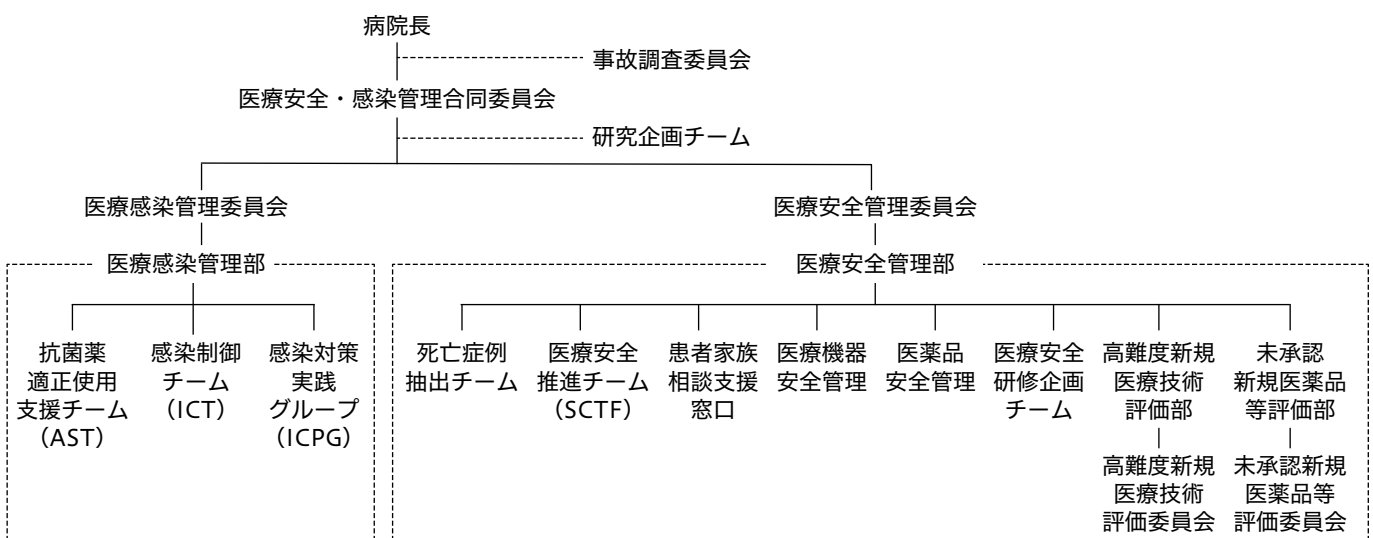 病院長
事故調査委員会
医療安全・感染管理合同委員会
研究企画チーム
医療感染管理委員会
医療安全管理委員会
医療感染管理部
医療安全管理部
抗菌薬
適正使用
支援チーム
（AST）
感染制御
チーム
（ICT）
感染対策
実践
グループ
（ICPG）
死亡症例
抽出チーム
医療安全
推進チーム
（SCTF）
患者家族
相談支援
窓口
医療機器
安全管理
医薬品
安全管理
医療安全
研修企画
チーム
高難度新規
医療技術
評価部
未承認
新規医薬品
等評価部
高難度新規
医療技術
評価委員会
未承認新規
医薬品等
評価委員会